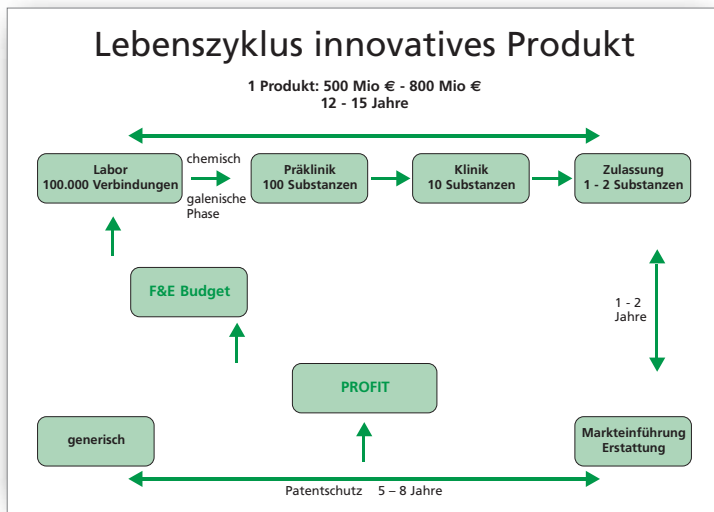 Lebenszyklus innovatives Produkt
1 Produkt: 500 Mio € - 800 Mio €
12 - 15 Jahre
Labor
100.000 Verbindungen
chemisch
galenische
Phase
Präklinik
100 Substanzen
Klinik
10 Substanzen
Zulassung
1 - 2 Substanzen
F&E Budget
1 - 2
Jahre
PROFIT
generisch
Markteinführung
Erstattung
Patentschutz 5 – 8 Jahre